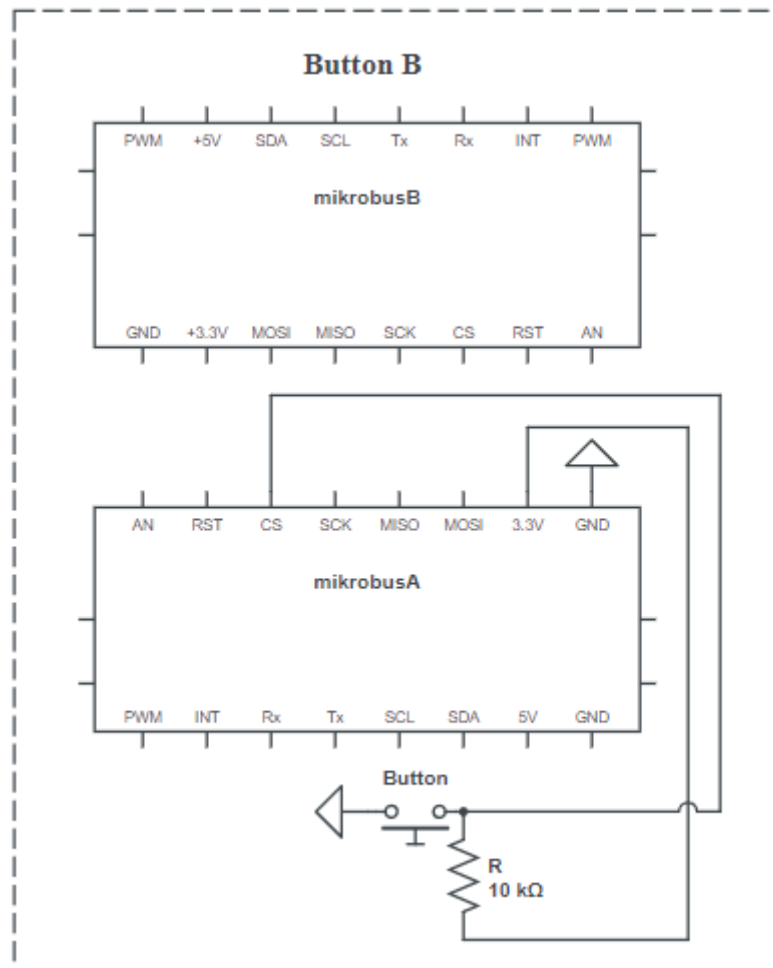 Button B
PWM +5V SDA SCL Tx Rx INT PWM
mikrobusB
GND +3.3V MOSI MISO SCK CS RST AN
AN RST CS SCK MISO MOSI 3.3V GND
mikrobusA
PWM INT Rx Tx SCL SDA 5V GND
Button
R
10 kΩ